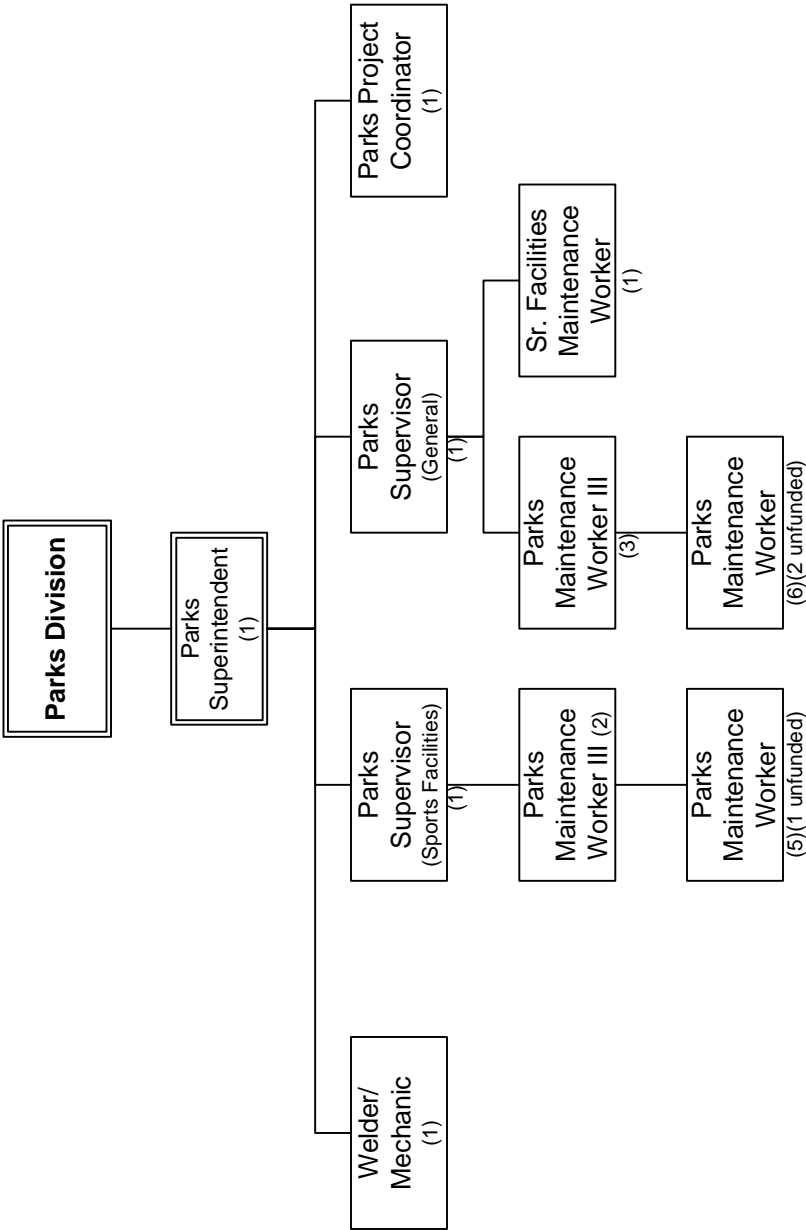 Parks Division
Parks
Superintendent
(1)
Welder/
Mechanic
(1)
Parks
Supervisor
(Sports Facilities)
(1)
Parks
Supervisor
(General)
(1)
Parks Project
Coordinator
(1)
Parks
Maintenance
Worker III (2)
Parks
Maintenance
Worker III
(3)
Sr. Facilities
Maintenance
Worker
(1)
Parks
Maintenance
Worker
(5)(1 unfunded)
Parks
Maintenance
Worker
(6)(2 unfunded)